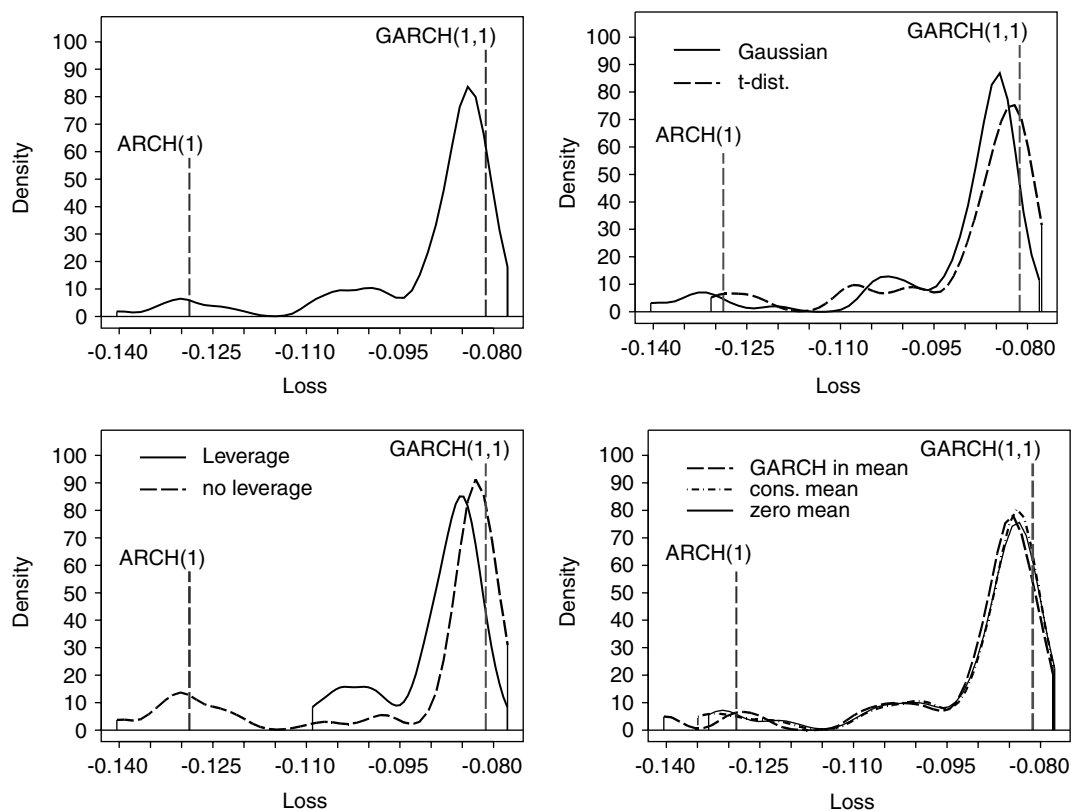 GARCH(1,1)
ARCH(1)
Density
100
90
80
70
60
50
40
30
20
10
0
-0.140 -0.125 -0.110 -0.095 -0.080
Loss
GARCH(1,1)
Gaussian
t-dist.
ARCH(1)
Density
100
90
80
70
60
50
40
30
20
10
0
-0.140 -0.125 -0.110 -0.095 -0.080
Loss
GARCH(1,1)
Leverage
no leverage
ARCH(1)
Density
100
90
80
70
60
50
40
30
20
10
0
-0.140 -0.125 -0.110 -0.095 -0.080
Loss
GARCH(1,1)
GARCH in mean
cons. mean
zero mean
ARCH(1)
Density
100
90
80
70
60
50
40
30
20
10
0
-0.140 -0.125 -0.110 -0.095 -0.080
Loss